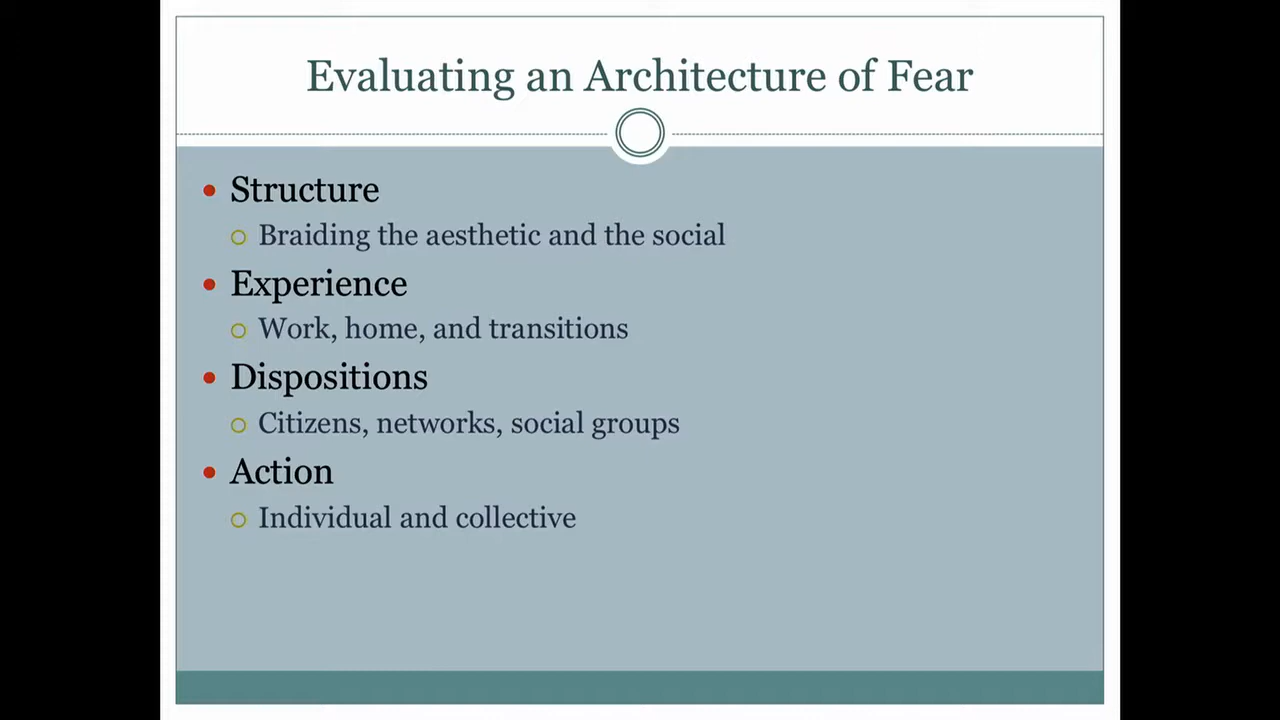 Evaluating an Architecture of Fear
Structure
Braiding the aesthetic and the social
Experience
Work, home, and transitions
Dispositions
Citizens, networks, social groups
Action
Individual and collective